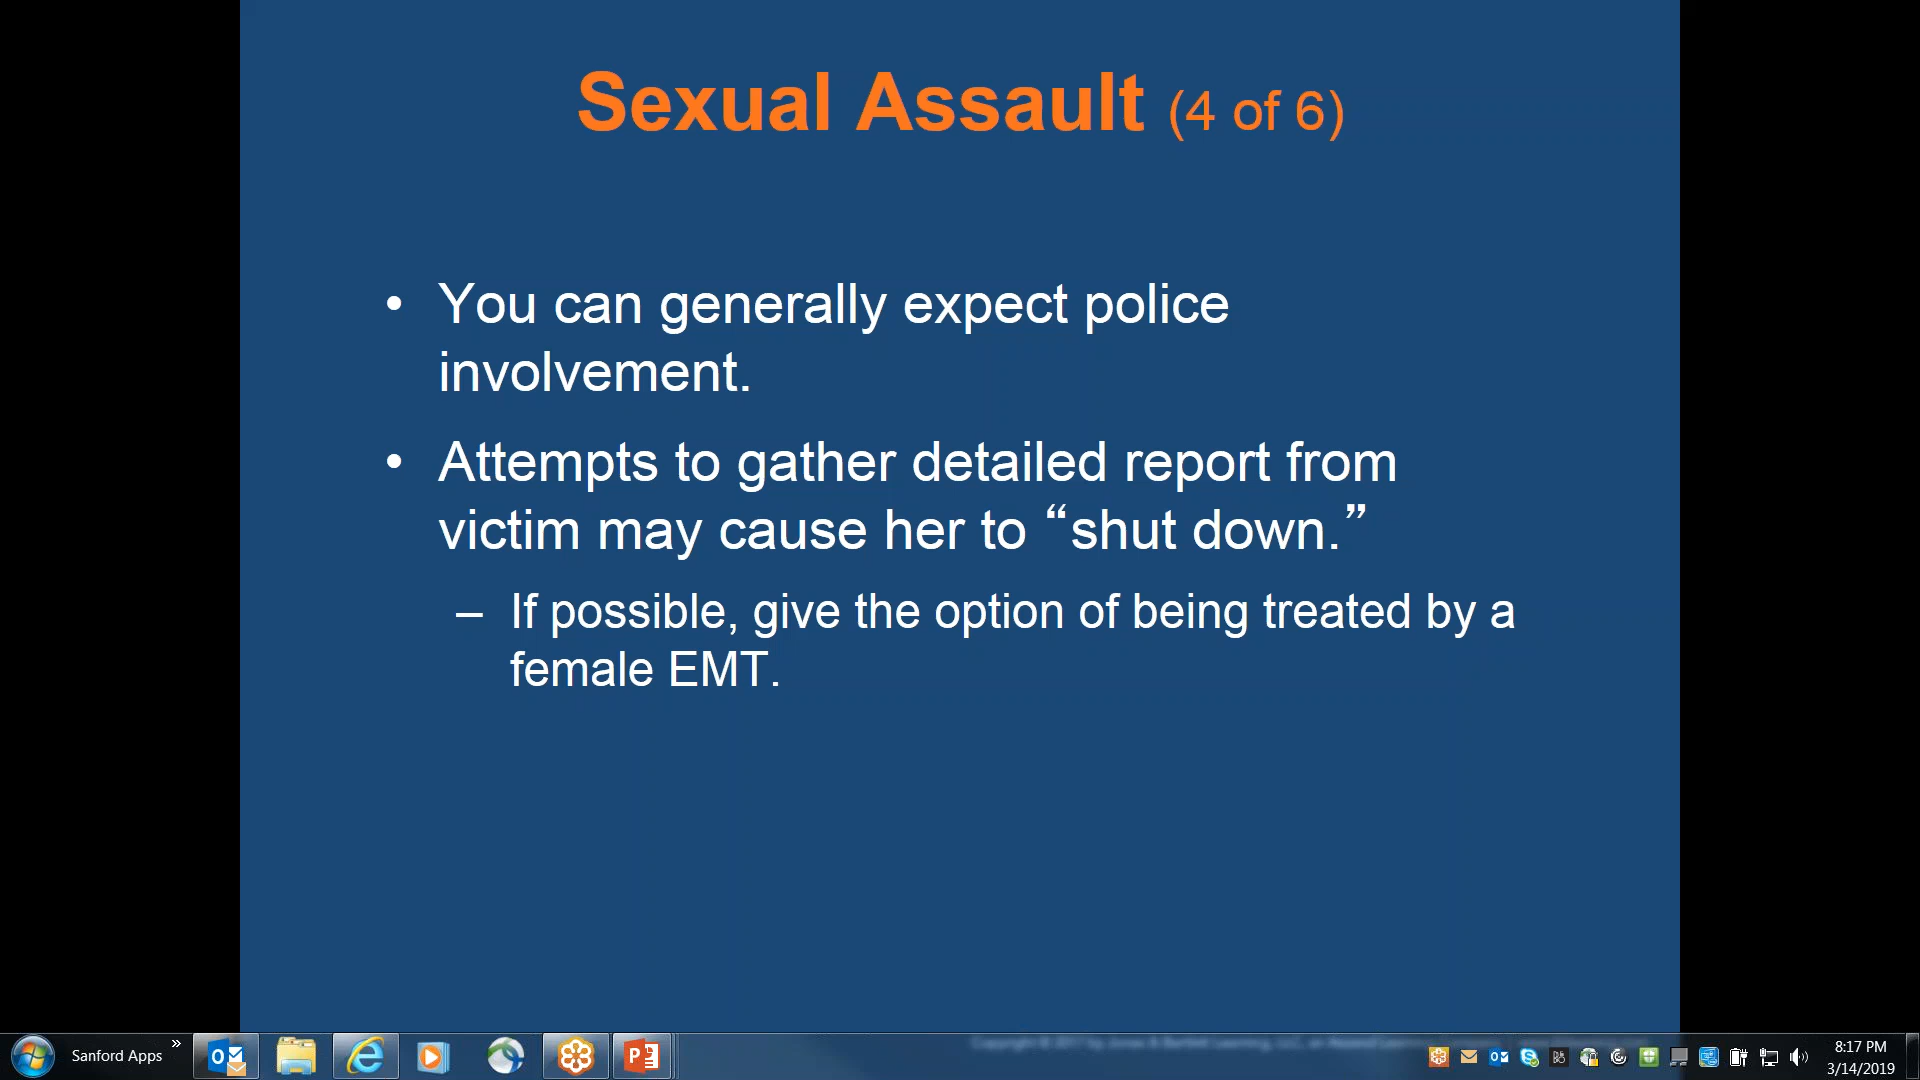 Sexual Assault (4 of 6)
• You can generally expect police
involvement.
• Attempts to gather detailed report from
victim may cause her to “shut down.”
– If possible, give the option of being treated by a
female EMT.
Sanford Apps »
8:17 PM
3/14/2019